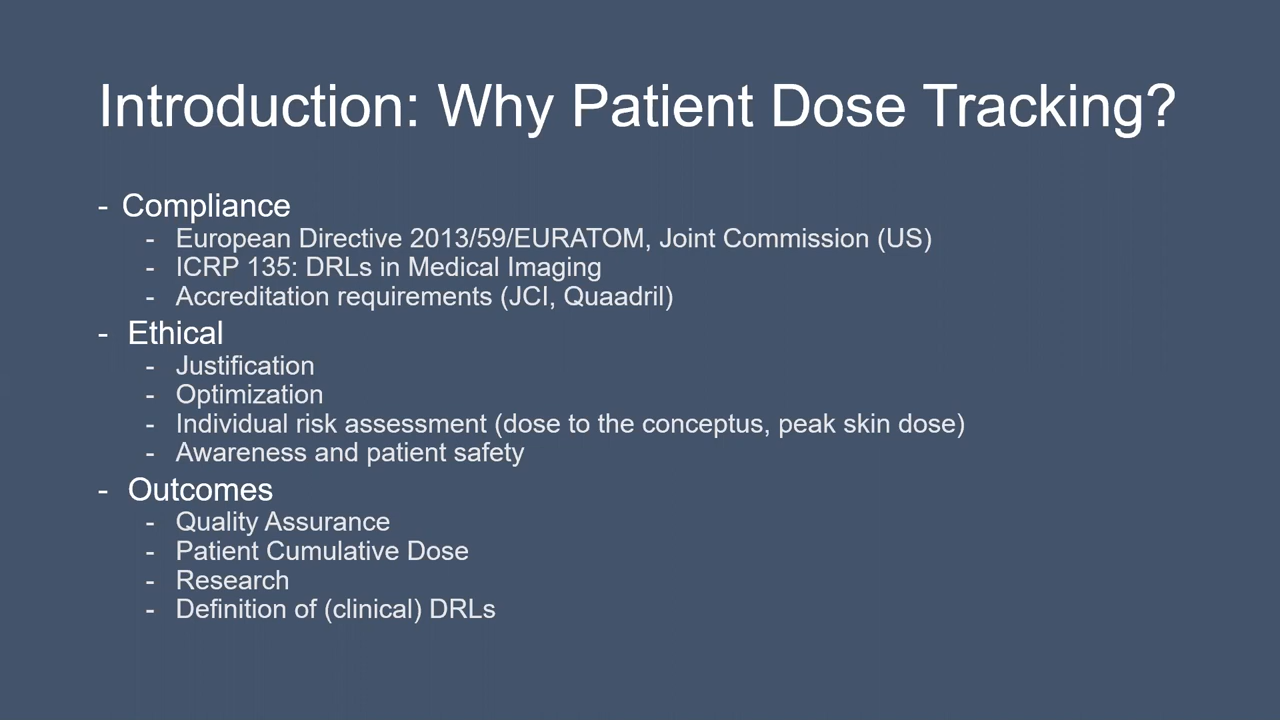 Introduction: Why Patient Dose Tracking?
- Compliance
- European Directive 2013/59/EURATOM, Joint Commission (US)
- ICRP 135: DRLs in Medical Imaging
- Accreditation requirements (JCI, Quaadril)
- Ethical
- Justification
- Optimization
- Individual risk assessment (dose to the conceptus, peak skin dose)
- Awareness and patient safety
- Outcomes
- Quality Assurance
- Patient Cumulative Dose
- Research
- Definition of (clinical) DRLs